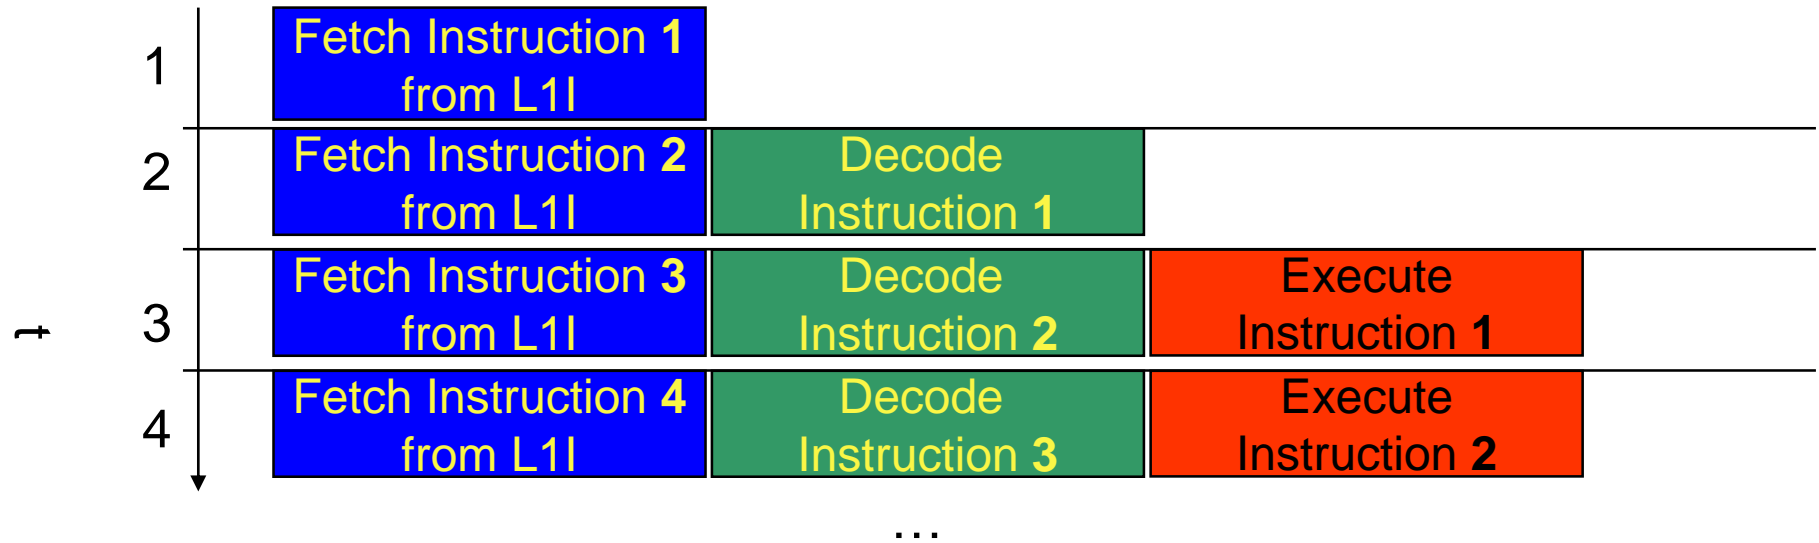 1
Fetch Instruction 1
from L1I
2
Fetch Instruction 2
from L1I
Decode
Instruction 1
t
3
Fetch Instruction 3
from L1I
Decode
Instruction 2
Execute
Instruction 1
4
Fetch Instruction 4
from L1I
Decode
Instruction 3
Execute
Instruction 2
...